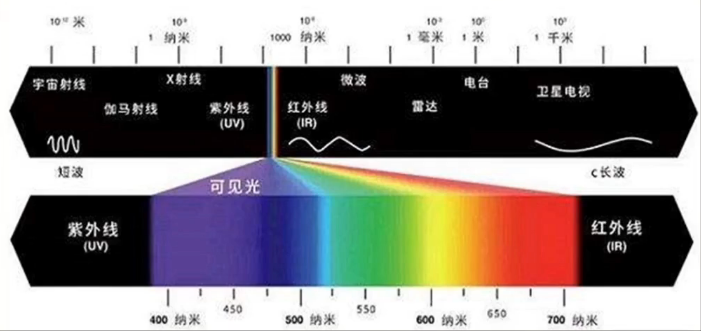 10⁻¹² 米
10⁻⁹
1 纳米
10⁻⁶
1000 纳米
10⁻³
1 毫米
10⁰
1 米
10³
1 千米
宇宙射线
X射线
微波
电台
卫星电视
伽马射线
紫外线
(UV)
红外线
(IR)
雷达
短波
C长波
可见光
紫外线
(UV)
红外线
(IR)
400 纳米
450
500 纳米
550
600 纳米
650
700 纳米